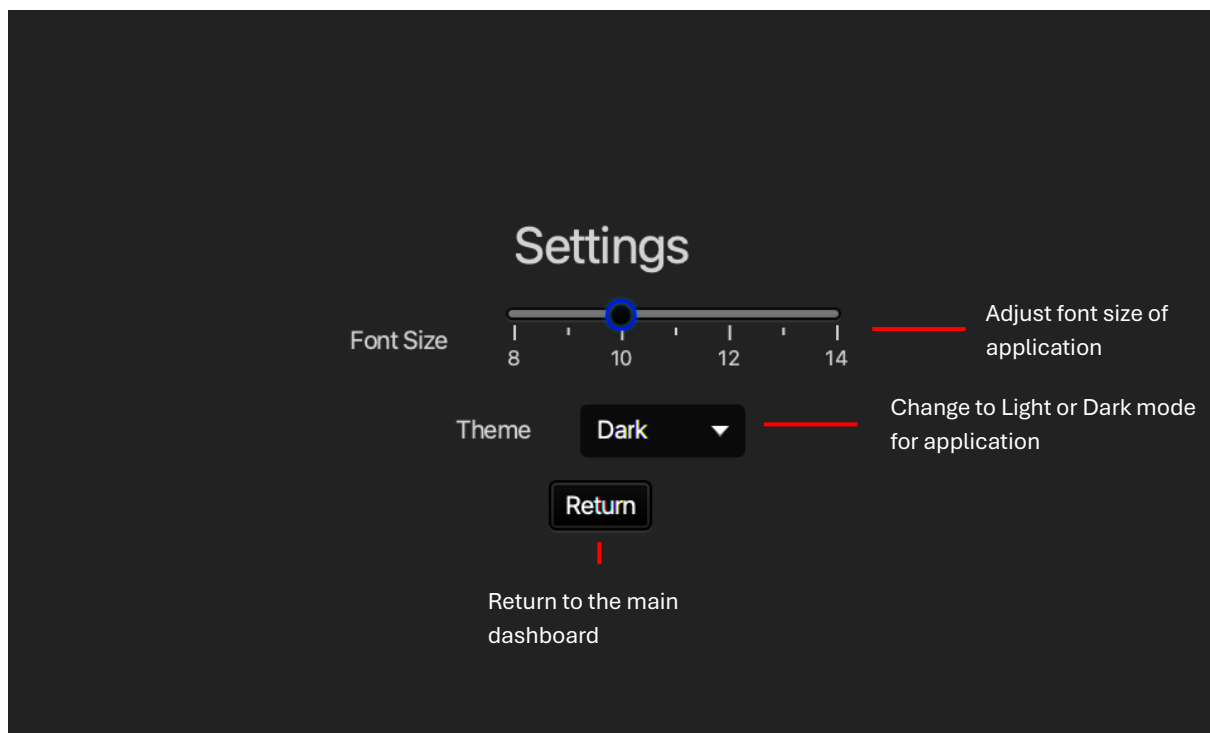 Settings
Font Size
8 10 12 14
Adjust font size of
application
Theme
Dark
Change to Light or Dark mode
for application
Return
Return to the main
dashboard